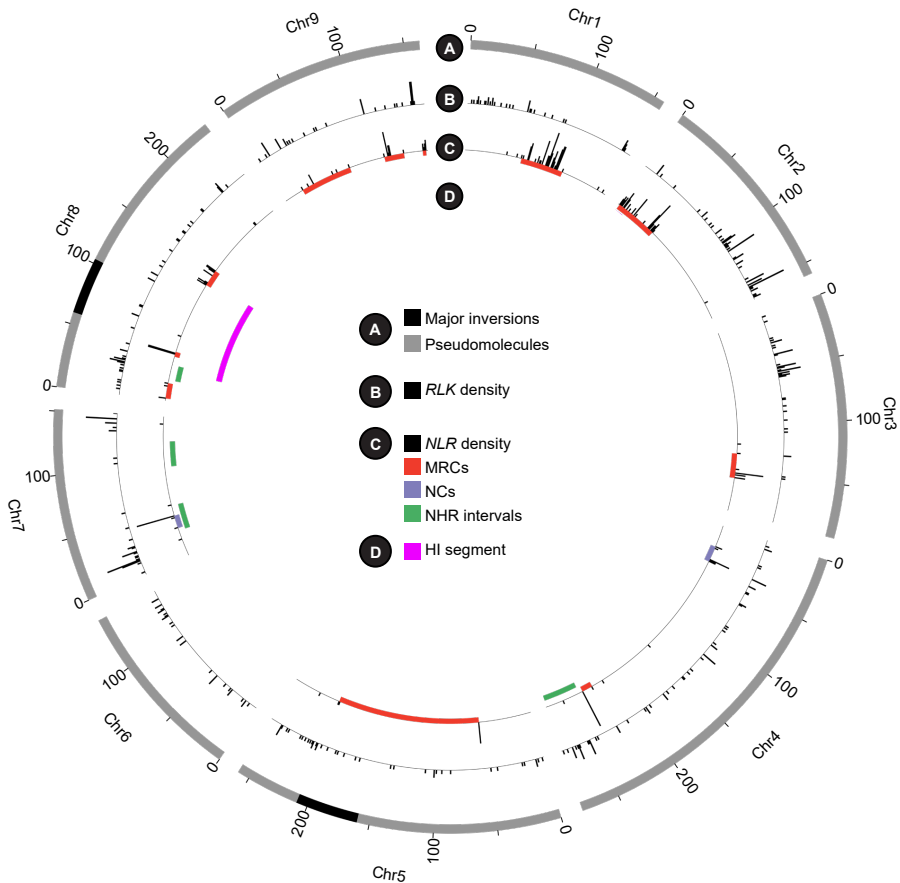 Chr9
Chr1
0
100
100
0
0
Chr2
100
0
Chr3
100
0
Chr4
100
200
0
Chr5
100
200
0
Chr6
100
0
Chr7
100
0
Chr8
100
200
A
B
C
D
A
Major inversions
Pseudomolecules
B
RLK density
C
NLR density
MRCs
NCs
NHR intervals
D
HI segment